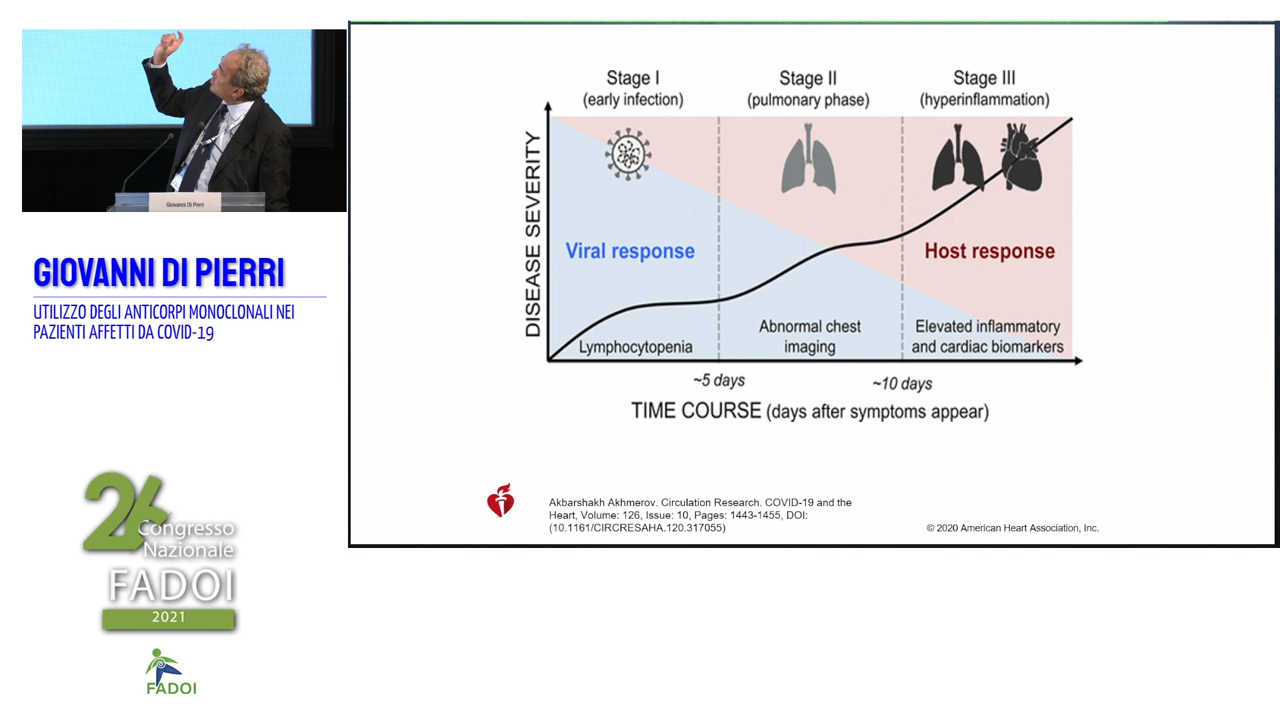 Giovanni Di Perri
GIOVANNI DI PIERRI
UTILIZZO DEGLI ANTICORPI MONOCLONALI NEI
PAZIENTI AFFETTI DA COVID-19
26
Congresso
Nazionale
FADOI
2021
FADOI
Stage I
(early infection)
Stage II
(pulmonary phase)
Stage III
(hyperinflammation)
DISEASE SEVERITY
Viral response
Host response
Lymphocytopenia
Abnormal chest
imaging
Elevated inflammatory
and cardiac biomarkers
~5 days
~10 days
TIME COURSE (days after symptoms appear)
Akbarshakh Akhmerov. Circulation Research. COVID-19 and the
Heart, Volume: 126, Issue: 10, Pages: 1443-1455, DOI:
(10.1161/CIRCRESAHA.120.317055)
© 2020 American Heart Association, Inc.